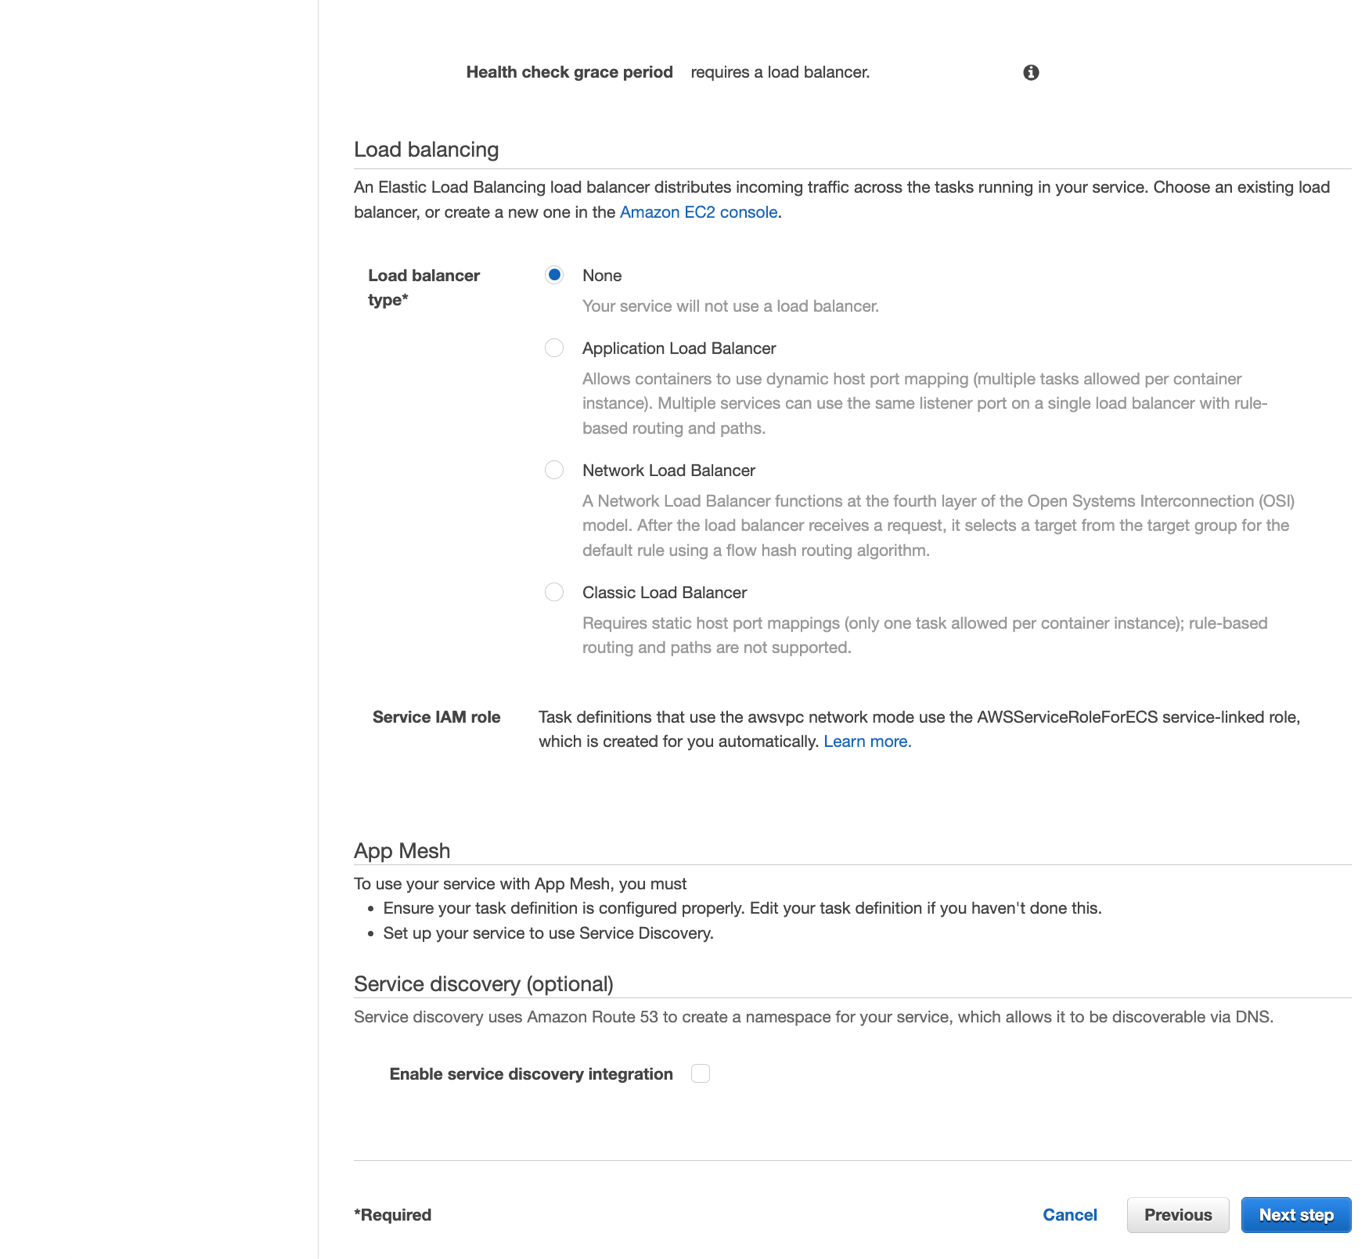 Health check grace period requires a load balancer.
Load balancing
An Elastic Load Balancing load balancer distributes incoming traffic across the tasks running in your service. Choose an existing load
balancer, or create a new one in the Amazon EC2 console.
Load balancer
type*
None
Your service will not use a load balancer.
Application Load Balancer
Allows containers to use dynamic host port mapping (multiple tasks allowed per container
instance). Multiple services can use the same listener port on a single load balancer with rule-
based routing and paths.
Network Load Balancer
A Network Load Balancer functions at the fourth layer of the Open Systems Interconnection (OSI)
model. After the load balancer receives a request, it selects a target from the target group for the
default rule using a flow hash routing algorithm.
Classic Load Balancer
Requires static host port mappings (only one task allowed per container instance); rule-based
routing and paths are not supported.
Service IAM role
Task definitions that use the awsvpc network mode use the AWSServiceRoleForECS service-linked role,
which is created for you automatically. Learn more.
App Mesh
To use your service with App Mesh, you must
• Ensure your task definition is configured properly. Edit your task definition if you haven't done this.
• Set up your service to use Service Discovery.
Service discovery (optional)
Service discovery uses Amazon Route 53 to create a namespace for your service, which allows it to be discoverable via DNS.
Enable service discovery integration
*Required
Cancel
Previous
Next step